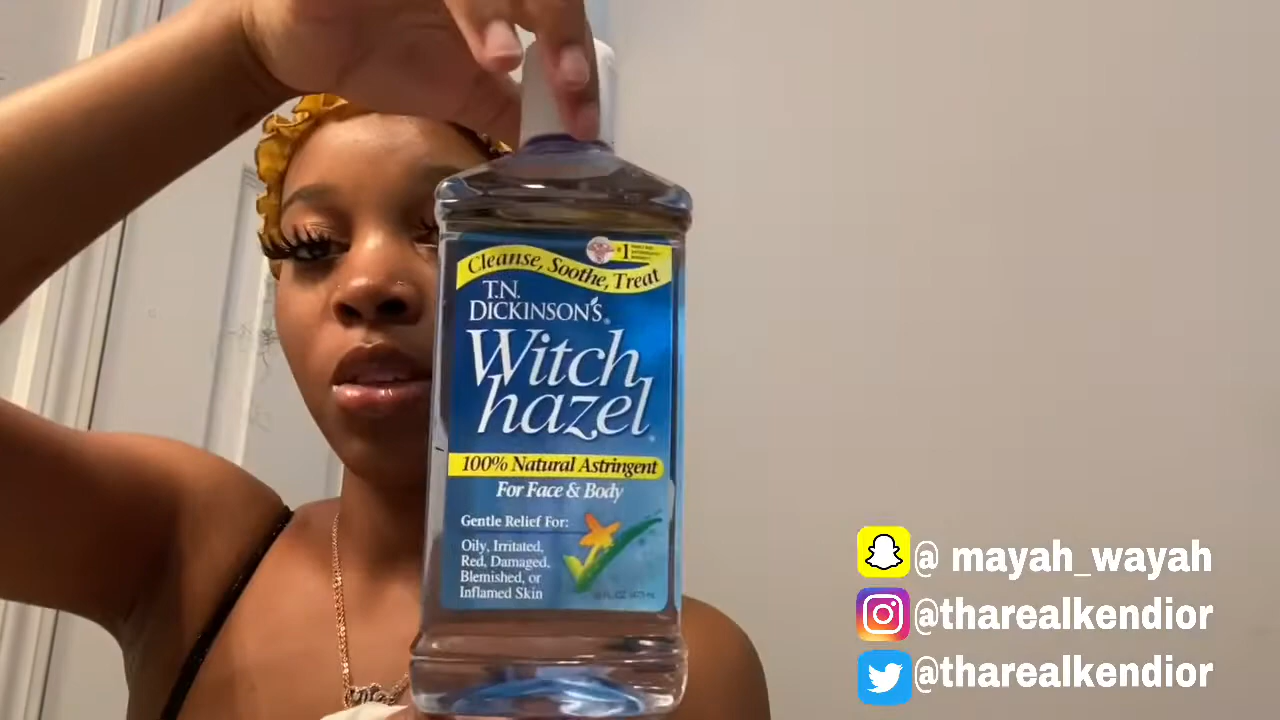 #1
Cleanse, Soothe, Treat
T.N.
DICKINSON'S®
Witch
hazel®
100% Natural Astringent
For Face & Body
Gentle Relief For:
Oily, Irritated,
Red, Damaged,
Blemished, or
Inflamed Skin
@ mayah_wayah
@tharealkendior
@tharealkendior